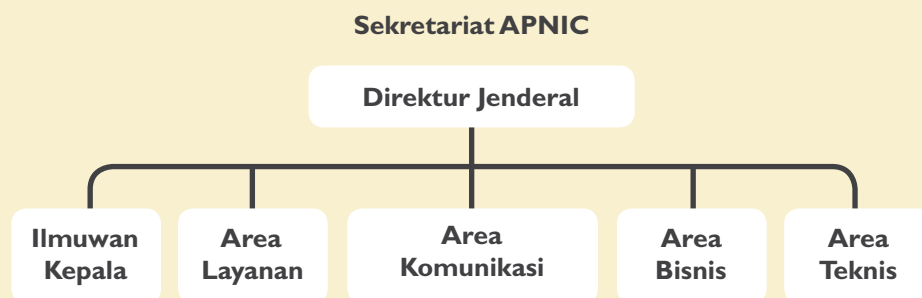 Sekretariat APNIC
Direktur Jenderal
Ilmuwan
Kepala
Area
Layanan
Area
Komunikasi
Area
Bisnis
Area
Teknis